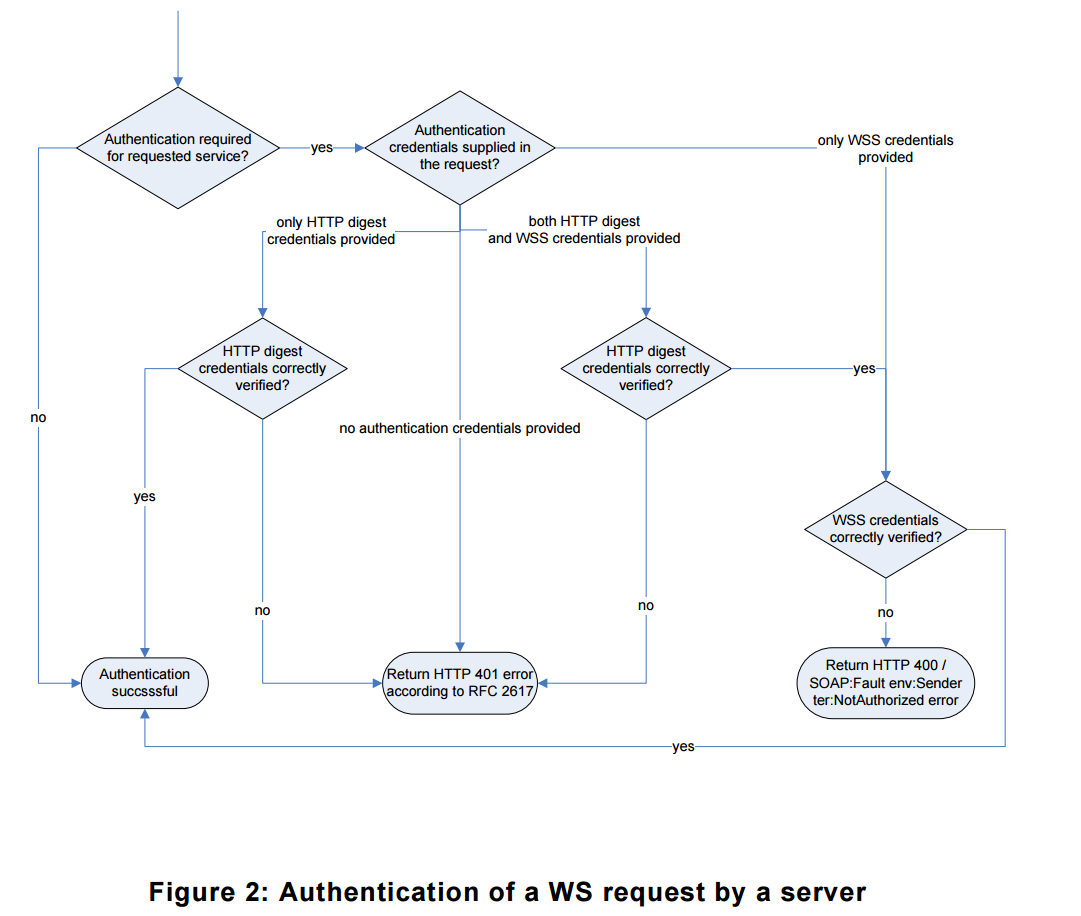 Authentication required
for requested service?
yes
Authentication
credentials supplied in
the request?
only WSS credentials
provided
only HTTP digest
credentials provided
both HTTP digest
and WSS credentials provided
HTTP digest
credentials correctly
verified?
HTTP digest
credentials correctly
verified?
yes
no
no authentication credentials provided
yes
WSS credentials
correctly verified?
no
no
no
Authentication
succsssful
Return HTTP 401 error
according to RFC 2617
Return HTTP 400 /
SOAP:Fault env:Sender
ter:NotAuthorized error
yes
Figure 2: Authentication of a WS request by a server